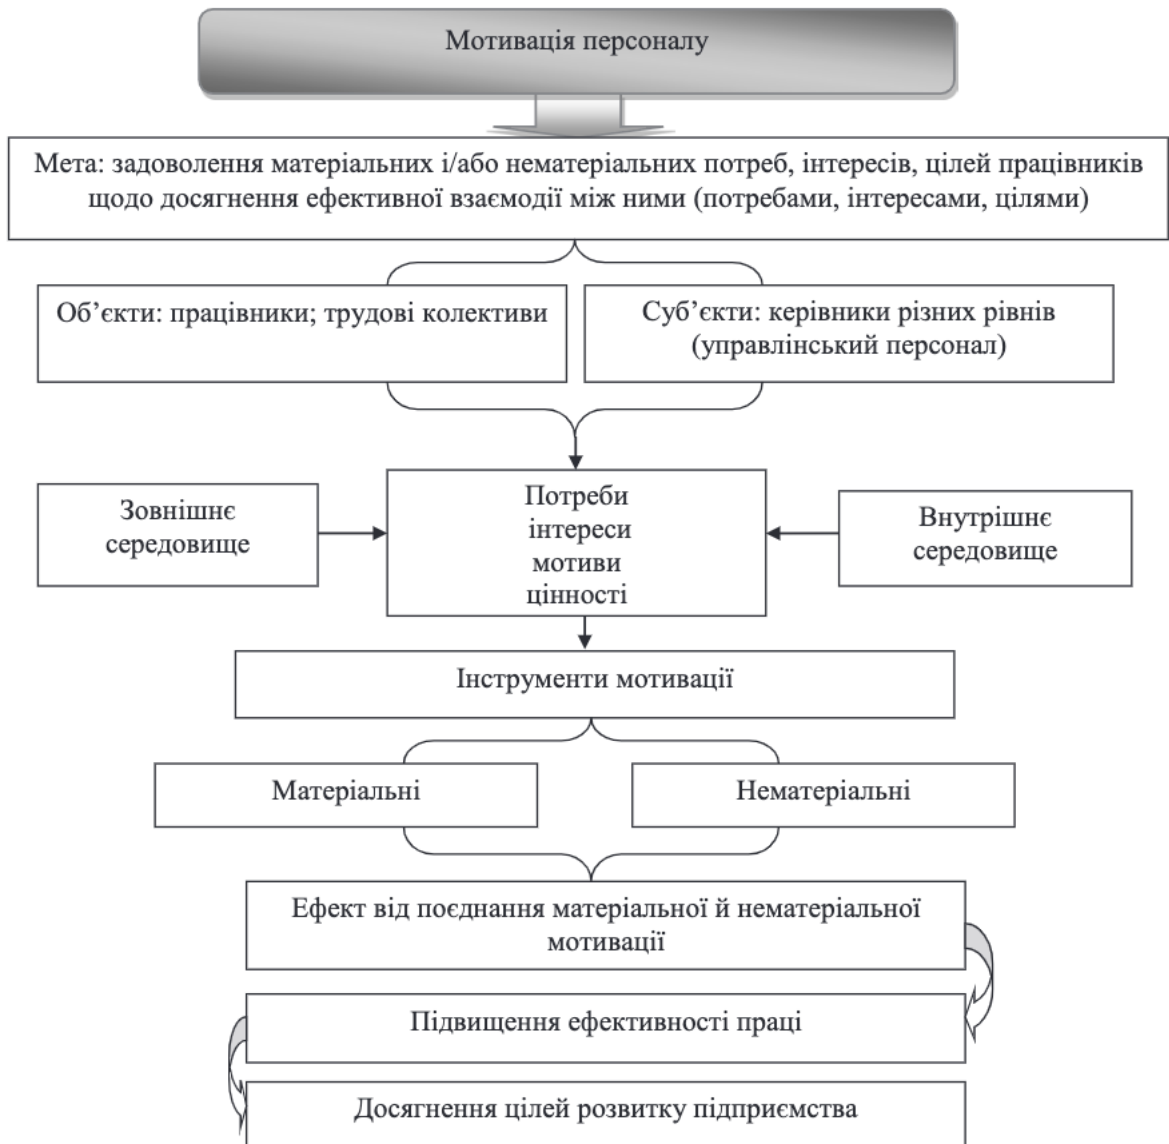 Мотивація персоналу
Мета: задоволення матеріальних і/або нематеріальних потреб, інтересів, цілей працівників
щодо досягнення ефективної взаємодії між ними (потребами, інтересами, цілями)
Об’єкти: працівники; трудові колективи
Суб’єкти: керівники різних рівнів
(управлінський персонал)
Зовнішнє
середовище
Потреби
інтереси
мотиви
цінності
Внутрішнє
середовище
Інструменти мотивації
Матеріальні
Нематеріальні
Ефект від поєднання матеріальної й нематеріальної
мотивації
Підвищення ефективності праці
Досягнення цілей розвитку підприємства